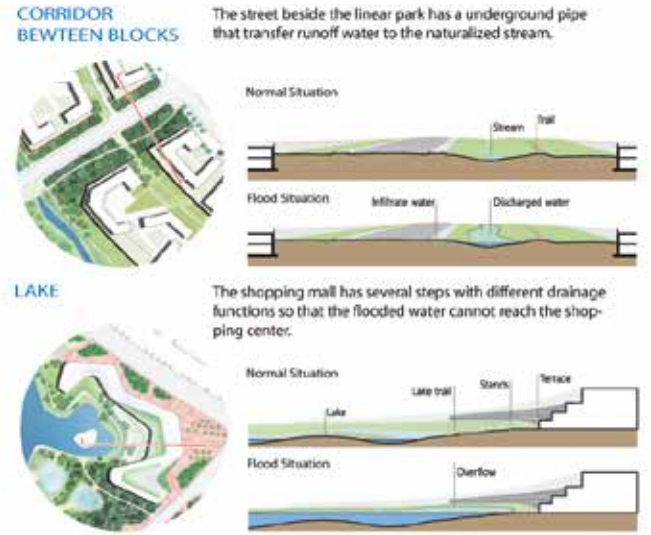 CORRIDOR
BEWTEEN BLOCKS
The street beside the linear park has a underground pipe
that transfer runoff water to the naturalized stream.
Normal Situation
Stream
Trail
Flood Situation
Infiltrate water
Discharged water
LAKE
The shopping mall has several steps with different drainage
functions so that the flooded water cannot reach the shop-
ping center.
Normal Situation
Lake
Lake trail
Stands
Terrace
Flood Situation
Overflow